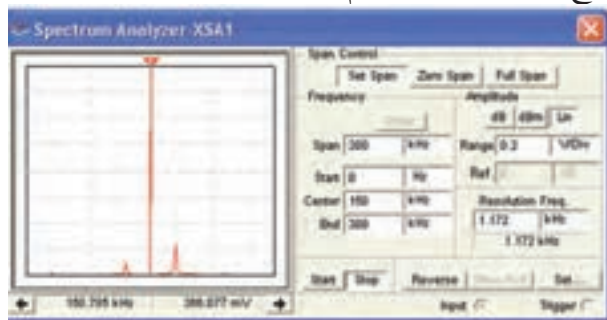 Spectrum Analyzer-XSA1
Span Control
Set Span Zero Span Full Span
Frequency
Amplitude
dB dBm Lin
Span 300 kHz
Range 0.2 V/Div
Start 0 Hz
Ref.
Center 150 kHz
Resolution Freq.
End 300 kHz
1.172 kHz
1.172 kHz
Start Stop Reverse Set...
150.795 kHz
Input Trigger